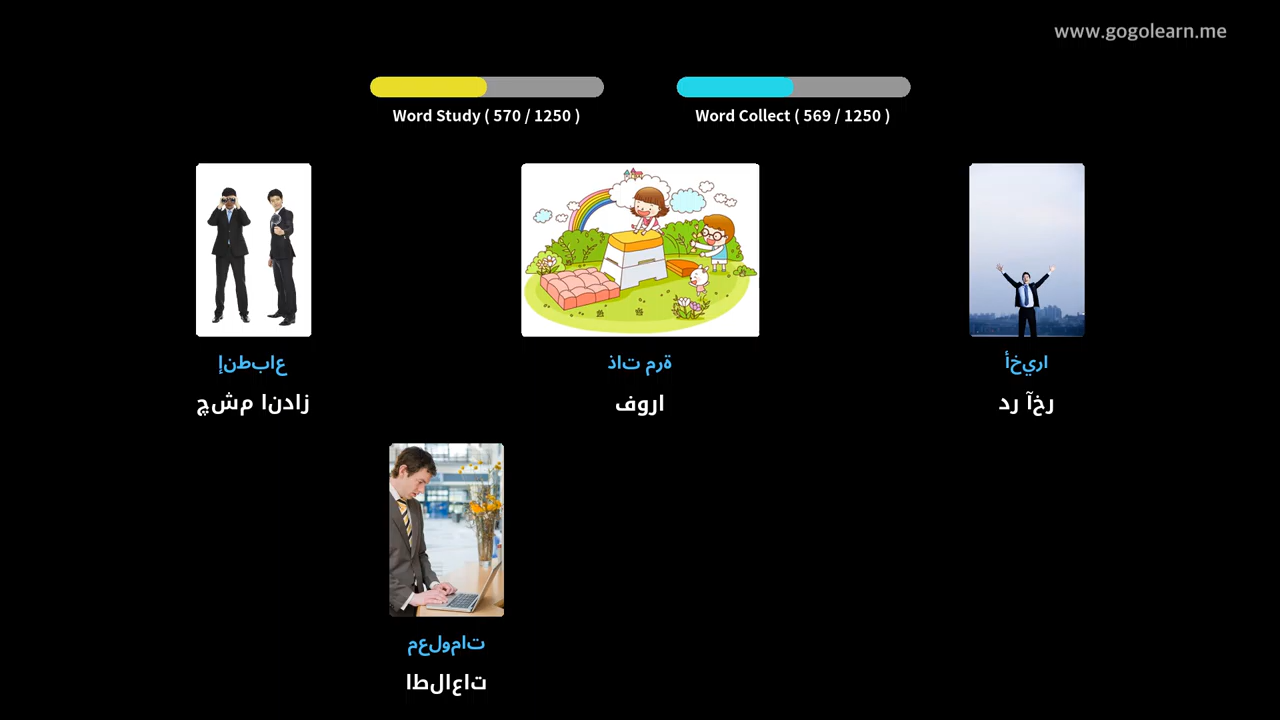 www.gogolearn.me
Word Study ( 570 / 1250 )
Word Collect ( 569 / 1250 )
إنطباع
چشم انداز
ذات مرة
فورا
أخيرا
در آخر
معلومات
اطلاعات